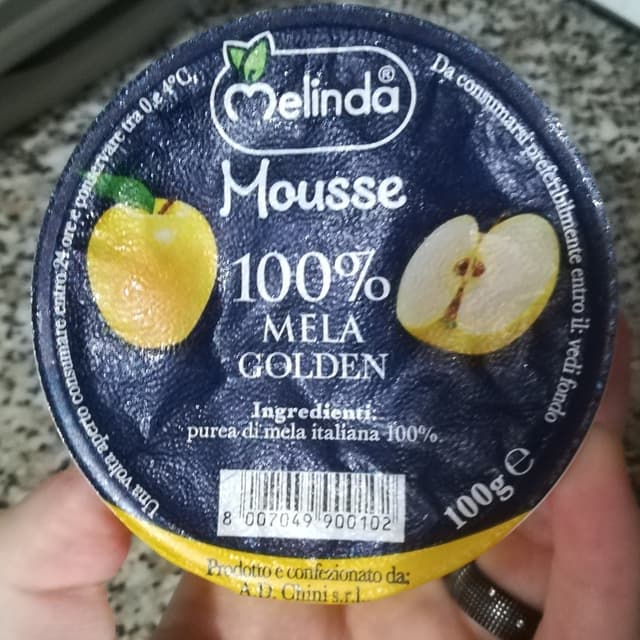 Melinda®
Mousse
100%
MELA
GOLDEN
Ingredienti:
purea di mela italiana 100%
8 007049 900102
100g ℮
Prodotto e confezionato da:
A.D. Chini s.r.l.
Una volta aperto consumare entro 24 ore e conservare tra 0 e 4°C.
Da consumarsi preferibilmente entro il: vedi fondo